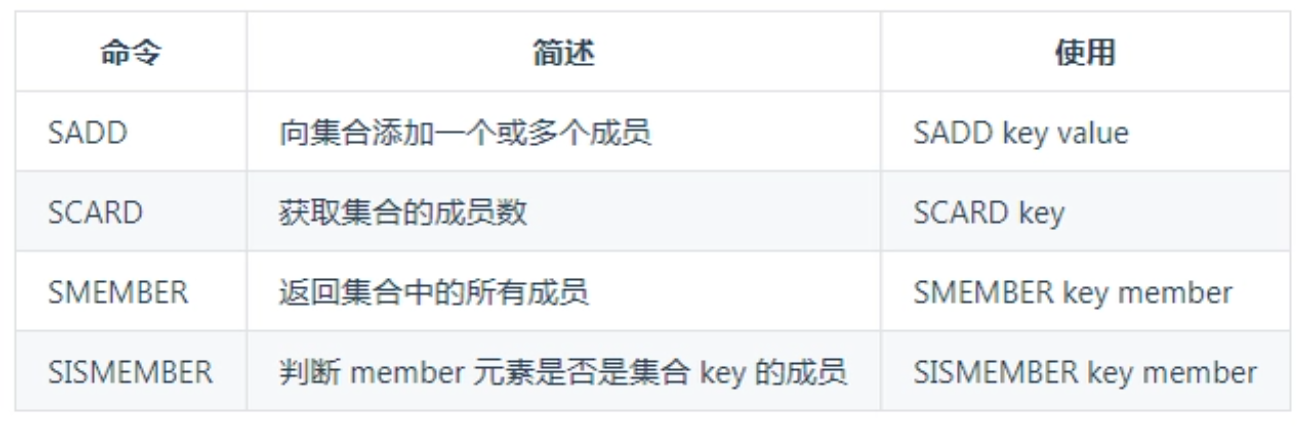 命令 简述 使用
SADD 向集合添加一个或多个成员 SADD key value
SCARD 获取集合的成员数 SCARD key
SMEMBER 返回集合中的所有成员 SMEMBER key member
SISMEMBER 判断 member 元素是否是集合 key 的成员 SISMEMBER key member